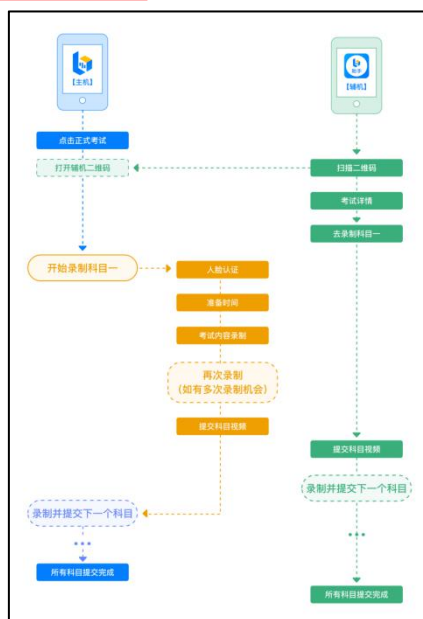 【主机】
助手
【辅机】
点击正式考试
打开辅机二维码
扫描二维码
考试详情
去录制科目一
开始录制科目一
人脸认证
准备时间
考试内容录制
再次录制
（如有多次录制机会）
提交科目视频
提交科目视频
录制并提交下一个科目
录制并提交下一个科目
所有科目提交完成
所有科目提交完成